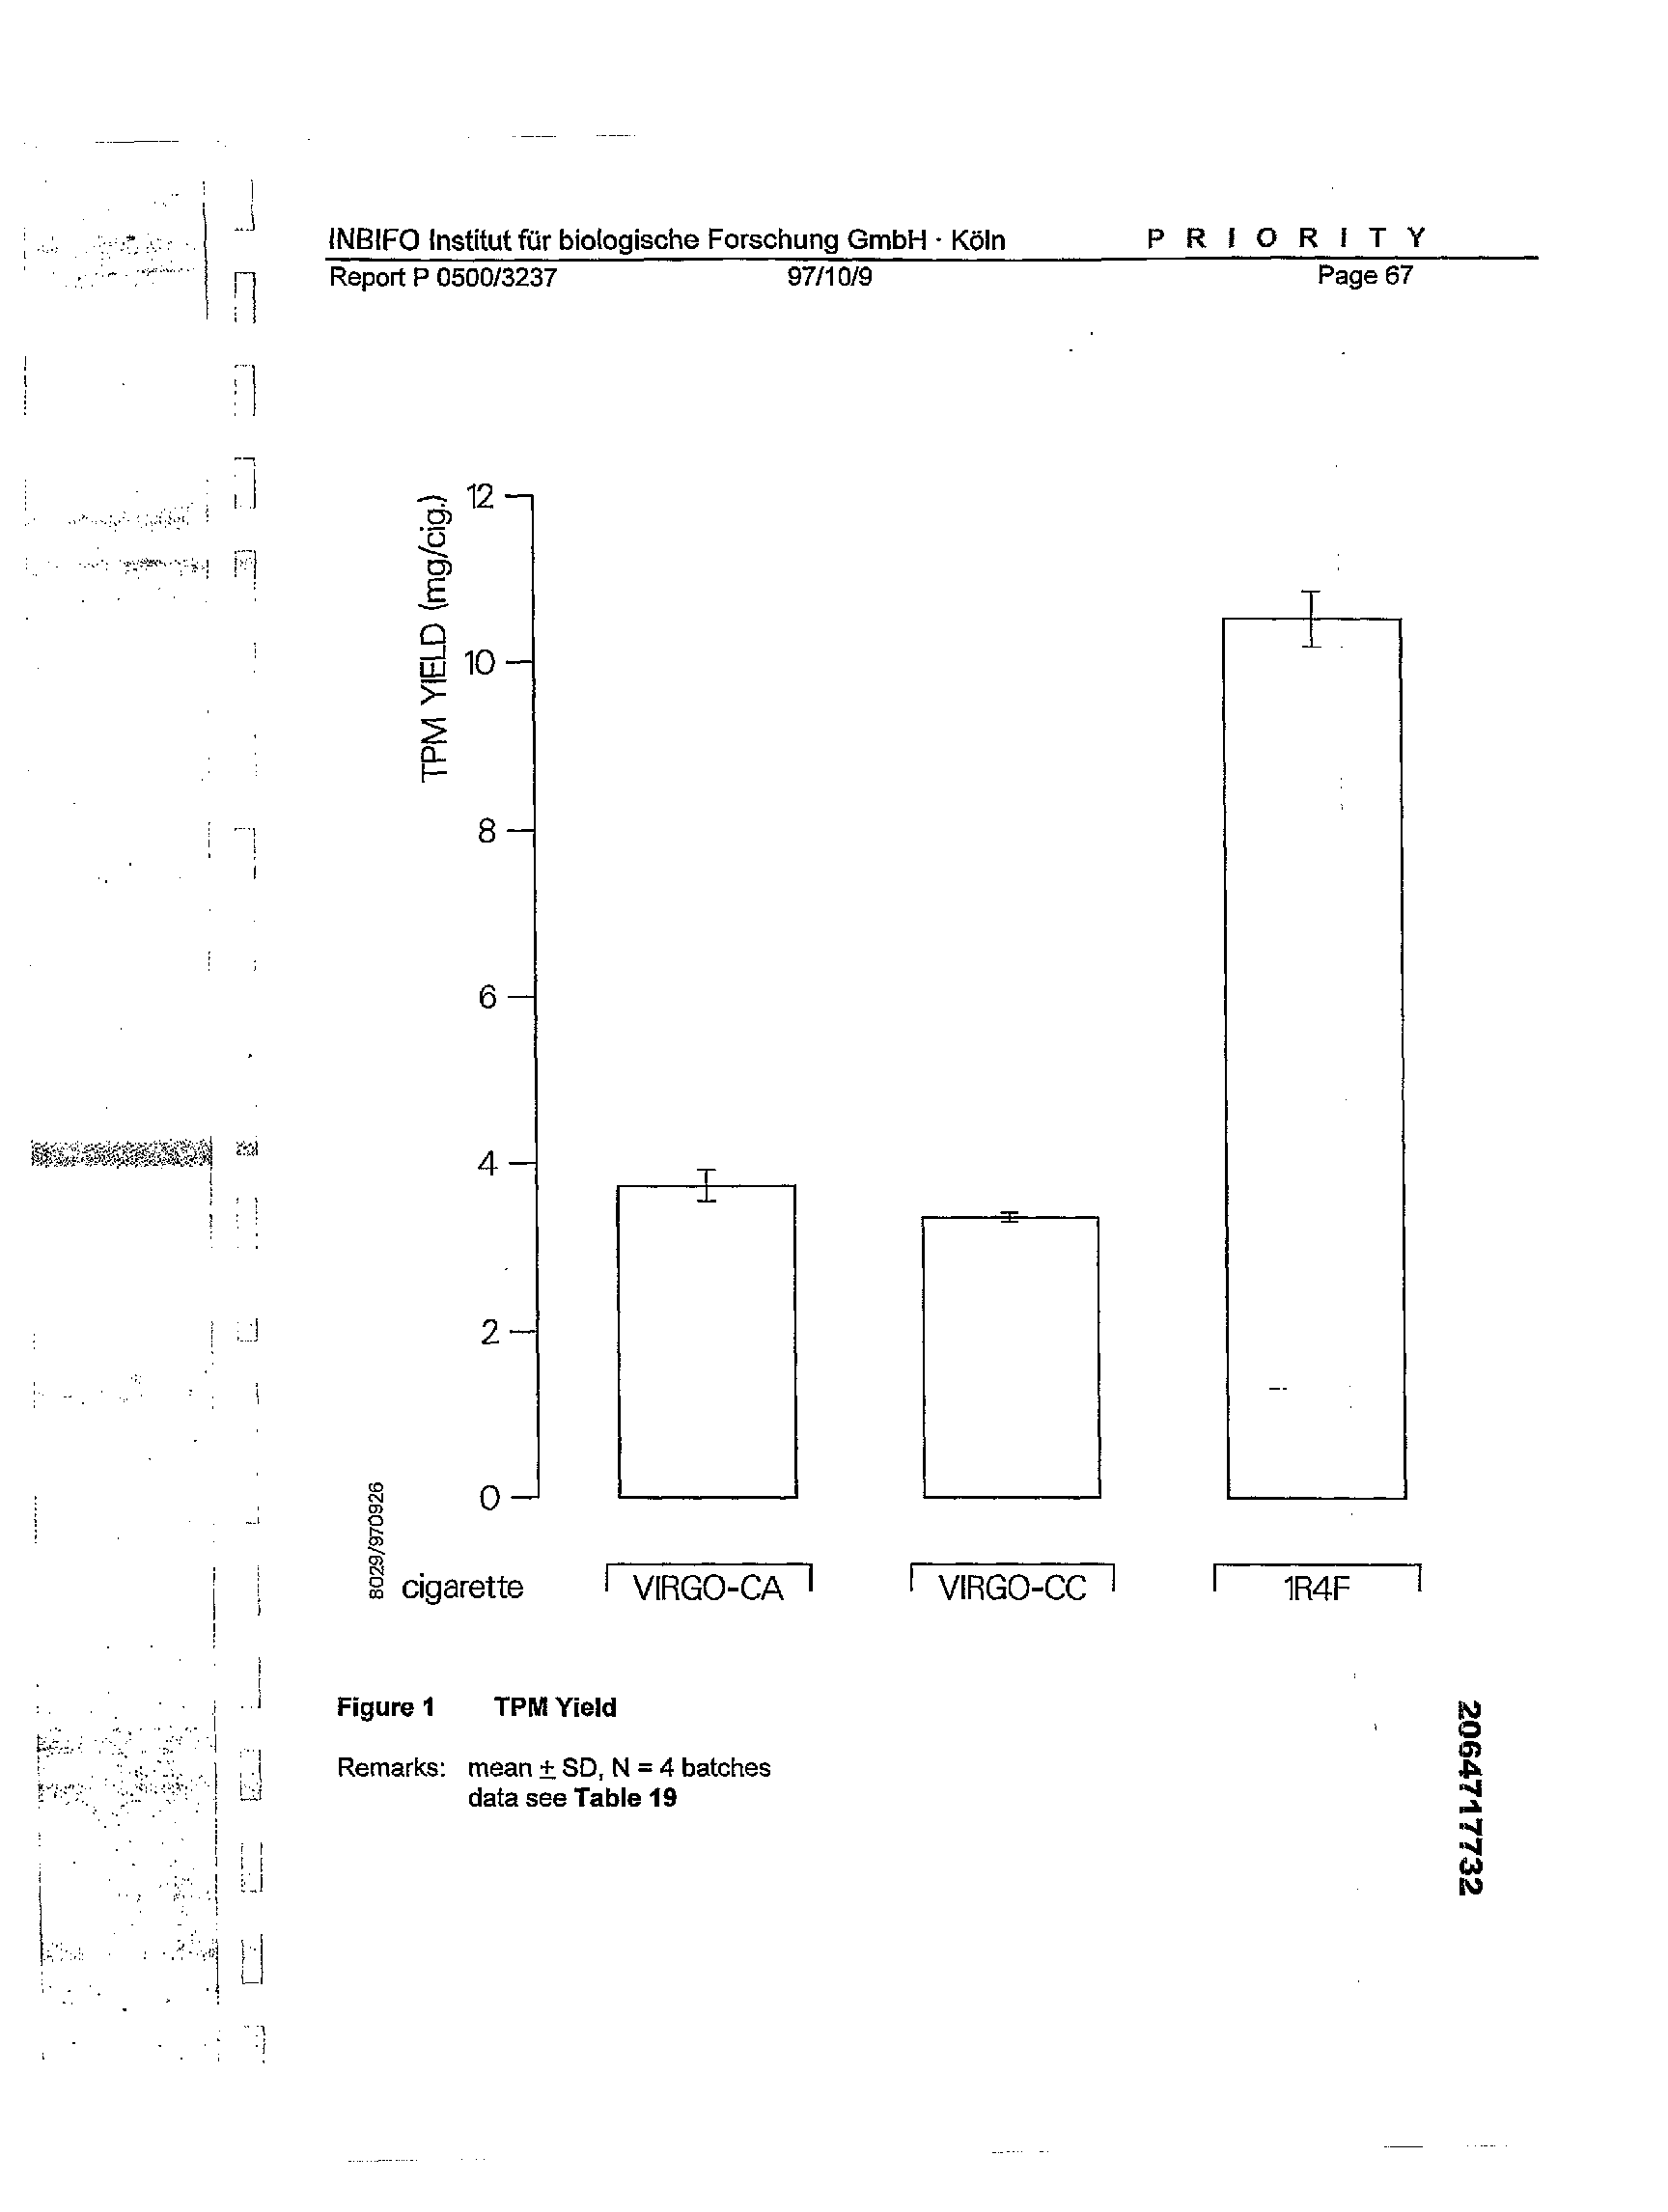 INBIFO Institut für biologische Forschung GmbH · Köln P R I O R I T Y
Report P 0500/3237 97/10/9 Page 67
TPM YIELD (mg/cig.)
12
10
8
6
4
2
0
8029/970926
cigarette VIRGO-CA VIRGO-CC 1R4F
Figure 1 TPM Yield
Remarks: mean ± SD, N = 4 batches
data see Table 19
2064717732